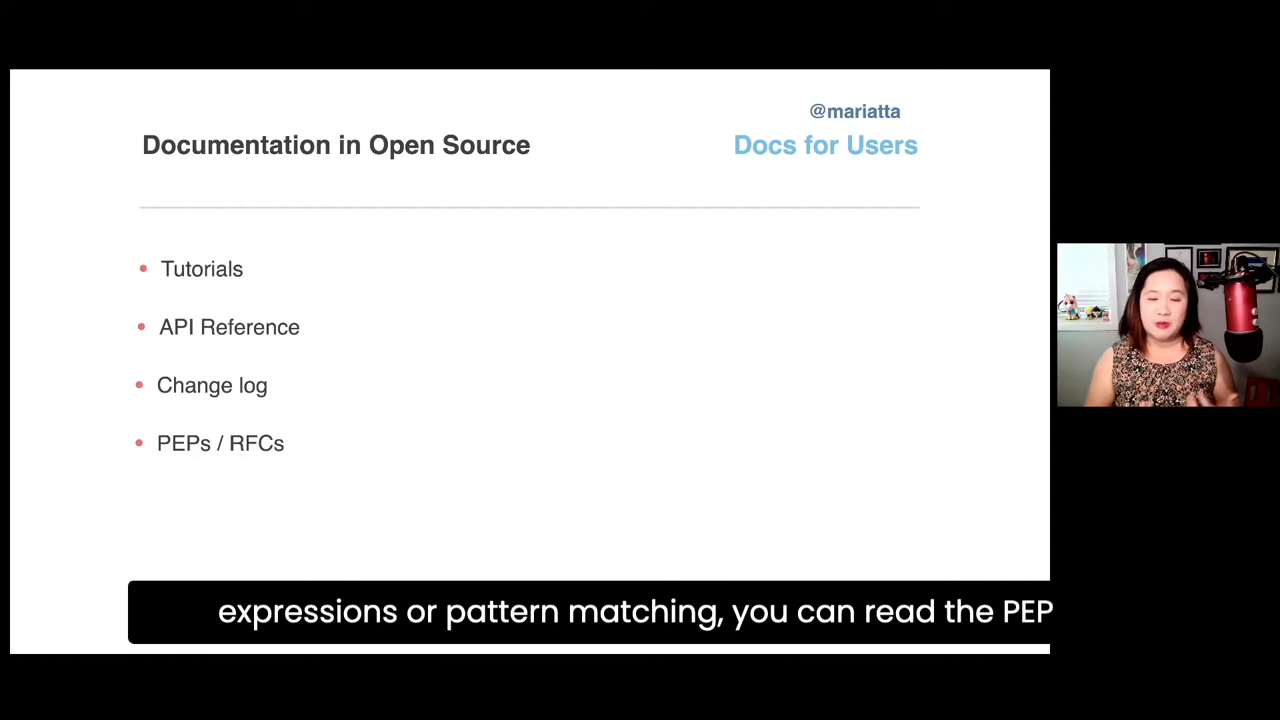 @mariatta
Documentation in Open Source
Docs for Users
• Tutorials
• API Reference
• Change log
• PEPs / RFCs
expressions or pattern matching, you can read the PEP